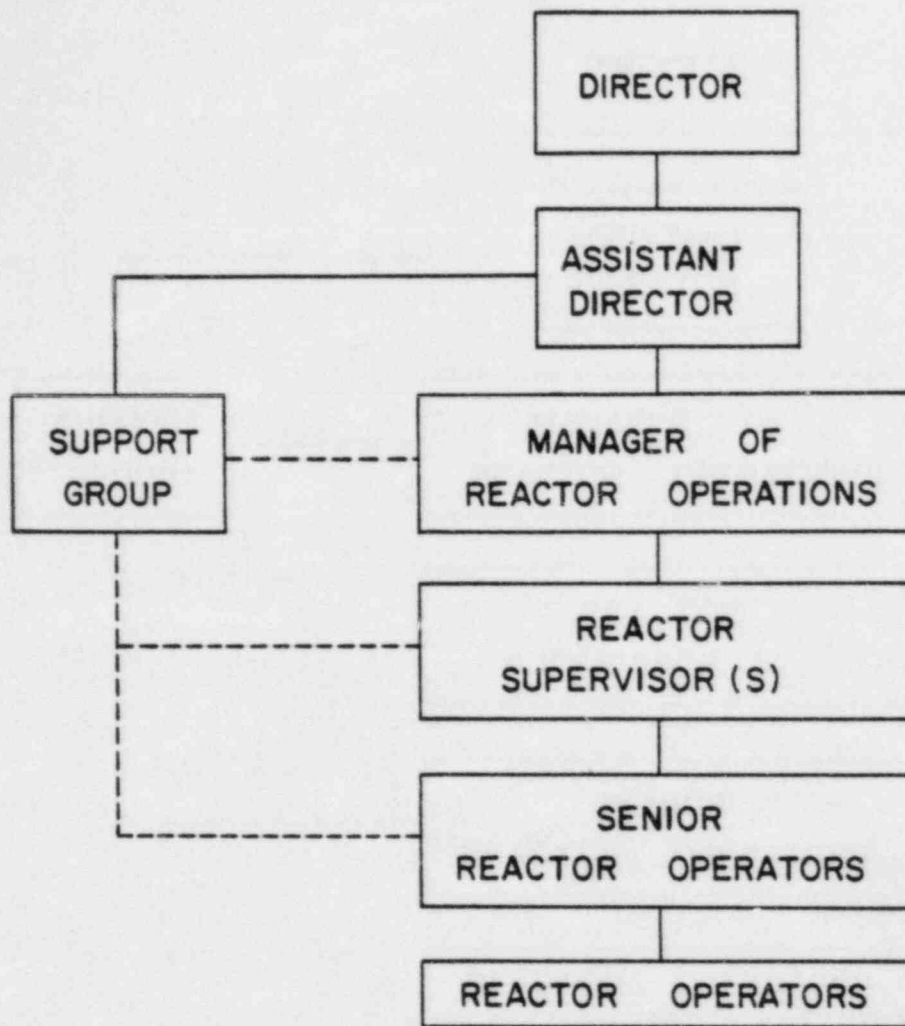 DIRECTOR
ASSISTANT
DIRECTOR
SUPPORT
GROUP
MANAGER OF
REACTOR OPERATIONS
REACTOR
SUPERVISOR (S)
SENIOR
REACTOR OPERATORS
REACTOR OPERATORS